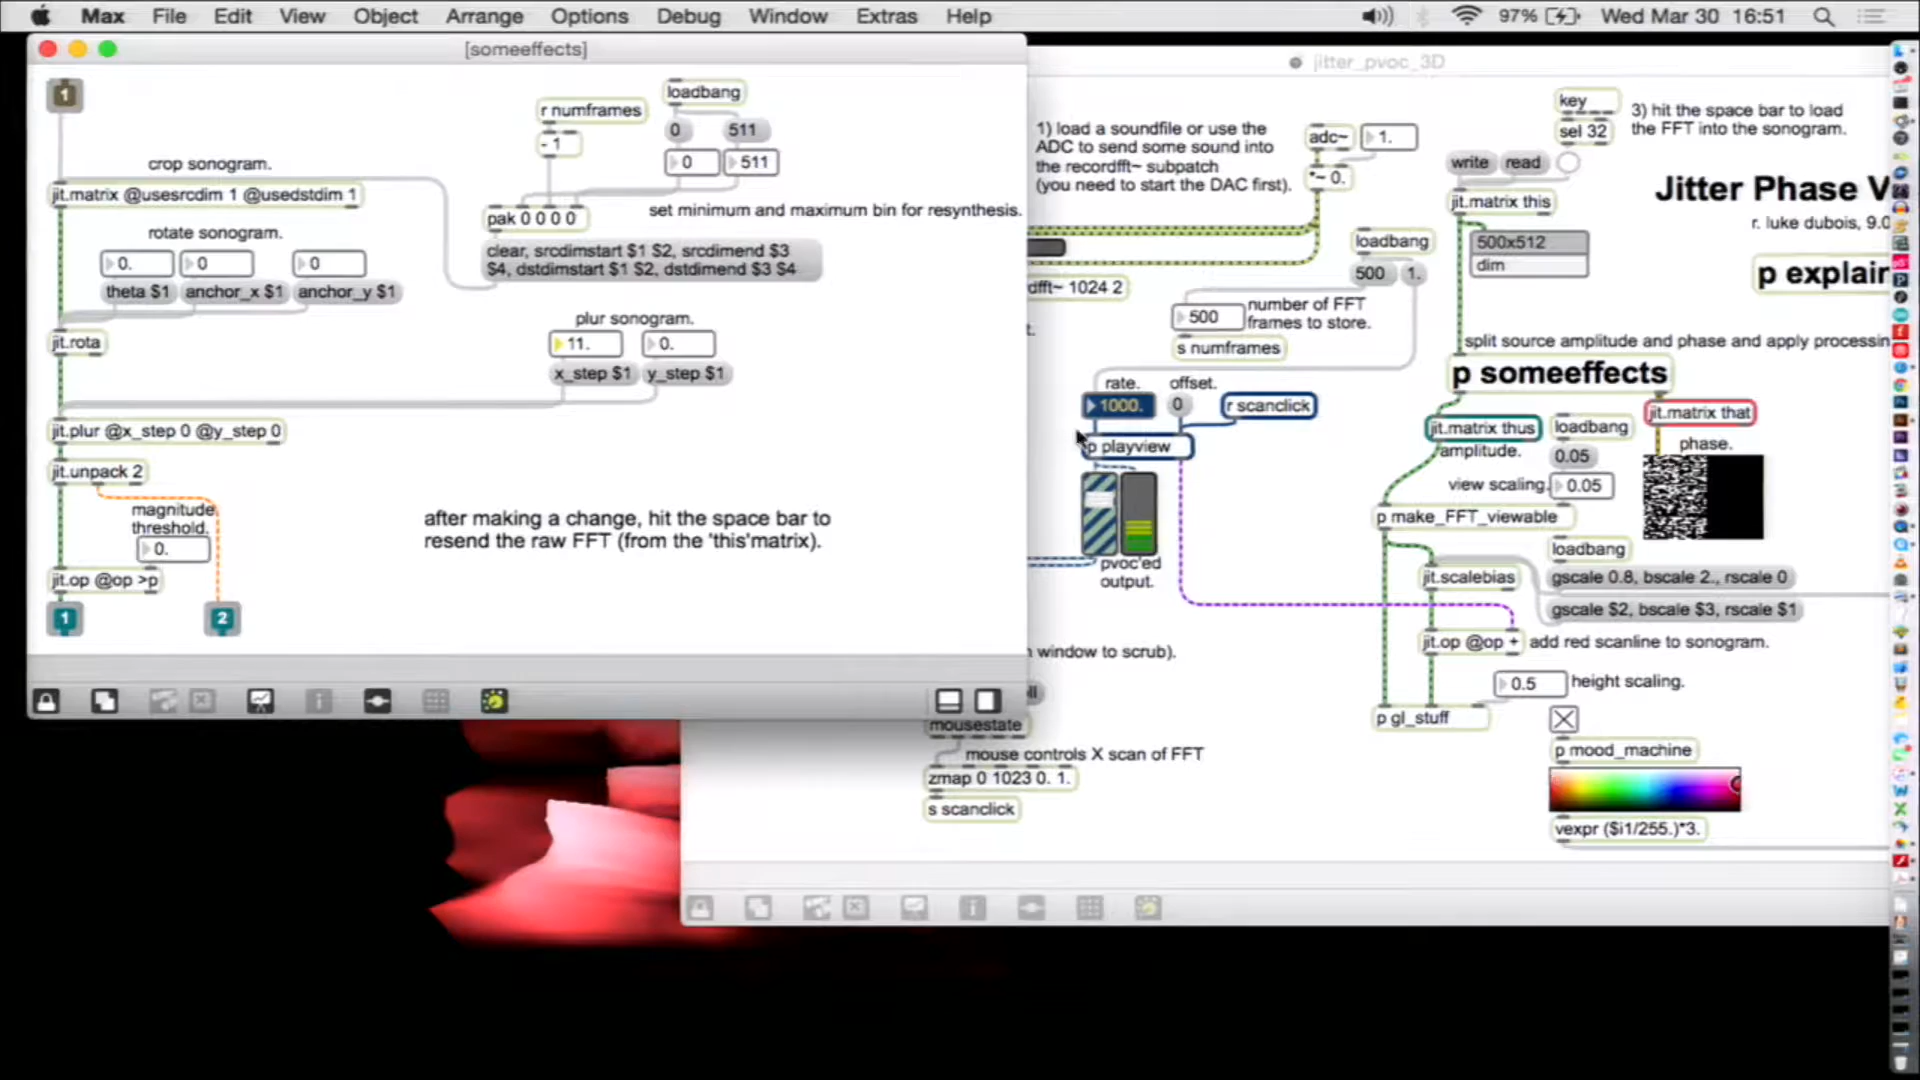 Max File Edit View Object Arrange Options Debug Window Extras Help 97% Wed Mar 30 16:51
[someeffects]
1
loadbang
r numframes
0 511
- 1
0 511
crop sonogram.
jit.matrix @usesrcdim 1 @usedstdim 1
pak 0 0 0 0
set minimum and maximum bin for resynthesis.
rotate sonogram.
clear, srcdimstart $1 $2, srcdimend $3
$4, dstdimstart $1 $2, dstdimend $3 $4
0. 0 0
theta $1 anchor_x $1 anchor_y $1
plur sonogram.
jit.rota
11. 0.
x_step $1 y_step $1
jit.plur @x_step 0 @y_step 0
jit.unpack 2
magnitude
threshold.
0.
after making a change, hit the space bar to
resend the raw FFT (from the 'this'matrix).
jit.op @op >p
1 2
jitter_pvoc_3D
1) load a soundfile or use the
ADC to send some sound into
the recordfft~ subpatch
(you need to start the DAC first).
adc~ 1.
*~ 0.
key
sel 32
3) hit the space bar to load
the FFT into the sonogram.
write read
jit.matrix this
Jitter Phase V
r. luke dubois, 9.0
500x512
dim
p explain
loadbang
500 1.
dfft~ 1024 2
500
number of FFT
frames to store.
s numframes
split source amplitude and phase and apply processin
p someeffects
rate. offset.
1000. 0 r scanclick
p playview
jit.matrix thus
amplitude.
loadbang
0.05
view scaling. 0.05
jit.matrix that
phase.
p make_FFT_viewable
pvoc'ed
output.
loadbang
jit.scalebias
gscale 0.8, bscale 2., rscale 0
gscale $2, bscale $3, rscale $1
jit.op @op + add red scanline to sonogram.
window to scrub).
0.5 height scaling.
p gl_stuff
mousestate
mouse controls X scan of FFT
zmap 0 1023 0. 1.
s scanclick
p mood_machine
vexpr ($i1/255.)*3.